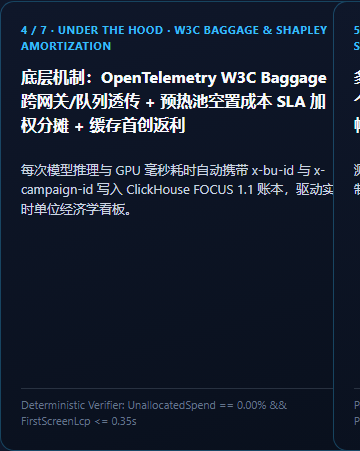 4 / 7 · UNDER THE HOOD · W3C BAGGAGE & SHAPLEY
AMORTIZATION
底层机制：OpenTelemetry W3C Baggage
跨网关/队列透传 + 预热池空置成本 SLA 加
权分摊 + 缓存首创返利
每次模型推理与 GPU 毫秒耗时自动携带 x-bu-id 与 x-
campaign-id 写入 ClickHouse FOCUS 1.1 账本，驱动实
时单位经济学看板。
Deterministic Verifier: UnallocatedSpend == 0.00% &&
FirstScreenLcp <= 0.35s